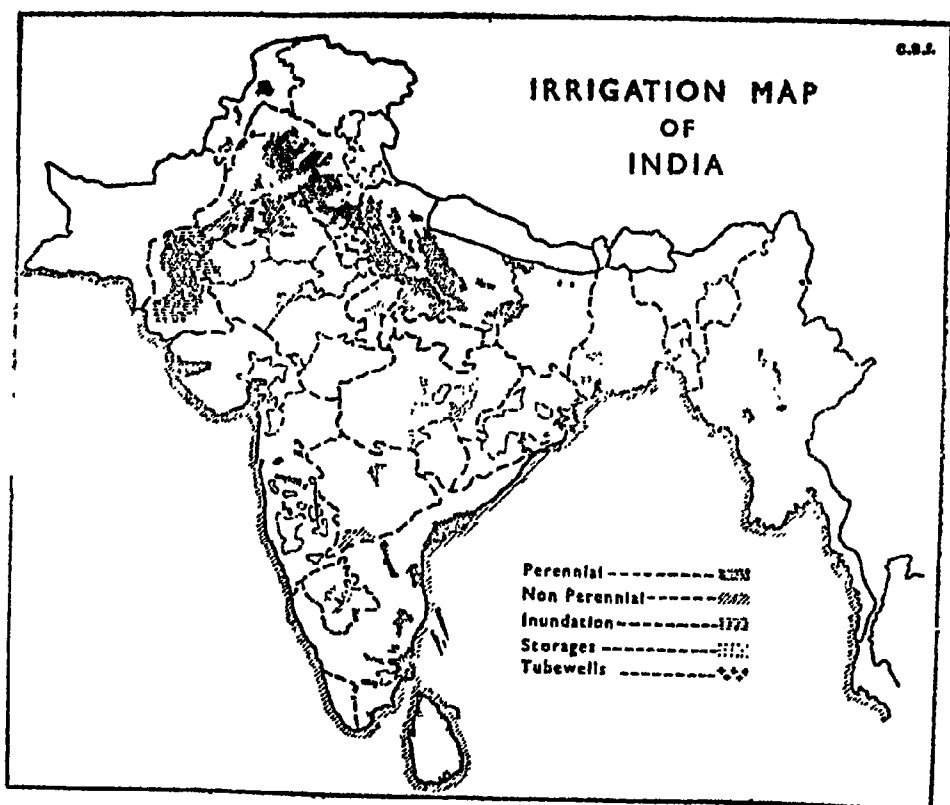 C.B.I.
IRRIGATION MAP
OF
INDIA
Perennial
Non Perennial
Inundation
Storages
Tubewells